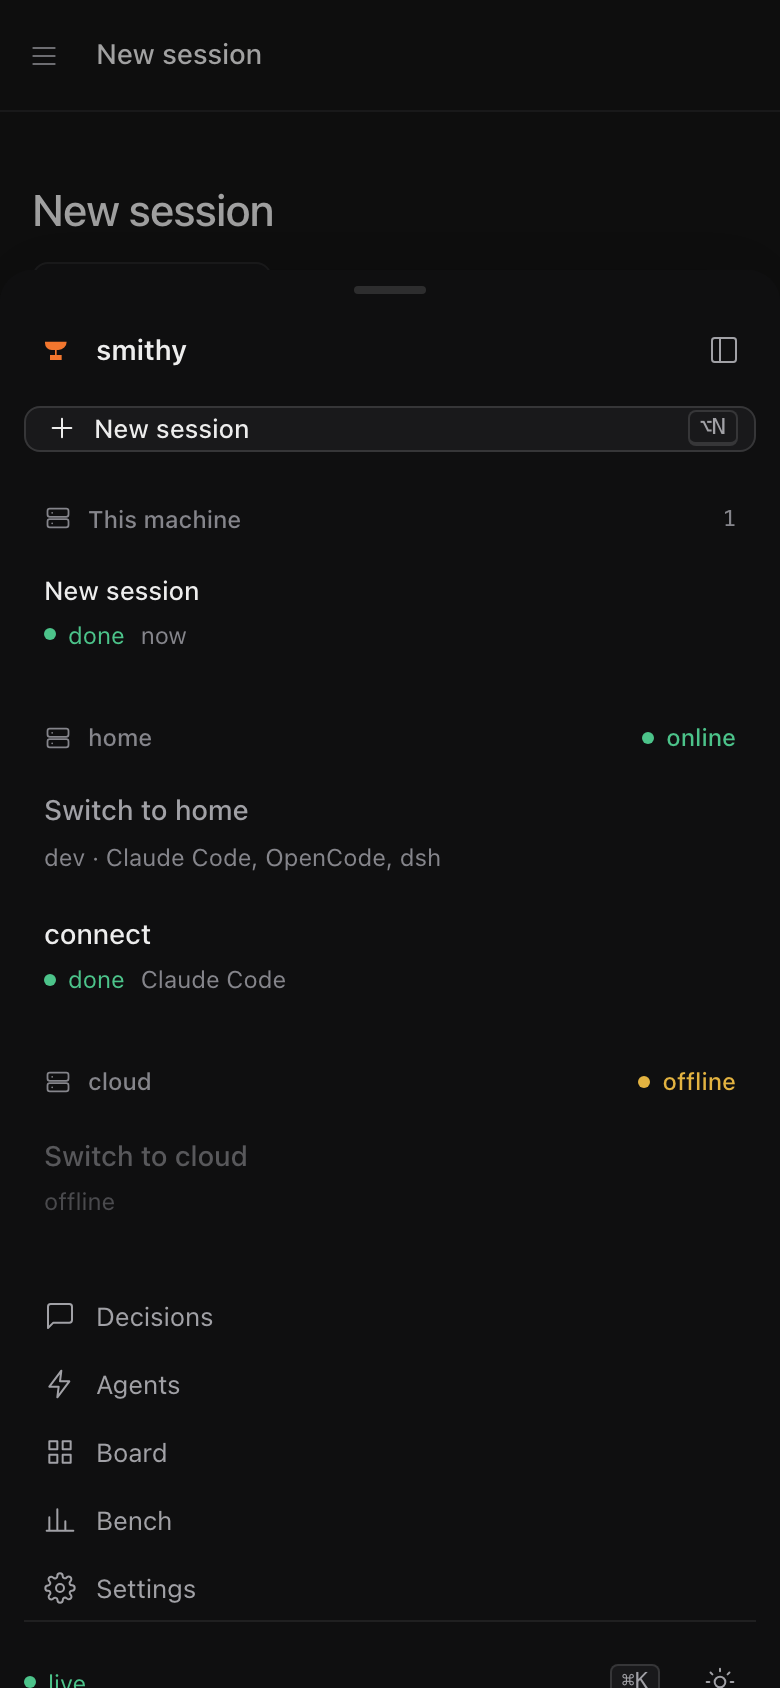 New session
New session
smithy
New session ⌥N
This machine 1
New session
done now
home online
Switch to home
dev · Claude Code, OpenCode, dsh
connect
done Claude Code
cloud offline
Switch to cloud
offline
Decisions
Agents
Board
Bench
Settings
live ⌘K